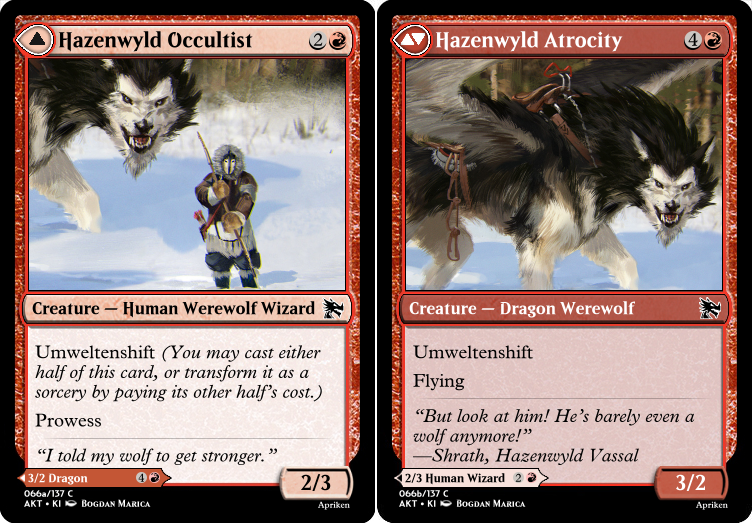 Hazenwyld Occultist
2
Creature — Human Werewolf Wizard
Umweltenshift (You may cast either
half of this card, or transform it as a
sorcery by paying its other half's cost.)
Prowess
“I told my wolf to get stronger.”
3/2 Dragon 4
2/3
066a/137 C
AKT • KI Bogdan Marica
Apriken
Hazenwyld Atrocity
4
Creature — Dragon Werewolf
Umweltenshift
Flying
“But look at him! He's barely even a
wolf anymore!”
—Shrath, Hazenwyld Vassal
2/3 Human Wizard 2
3/2
066b/137 C
AKT • KI Bogdan Marica
Apriken